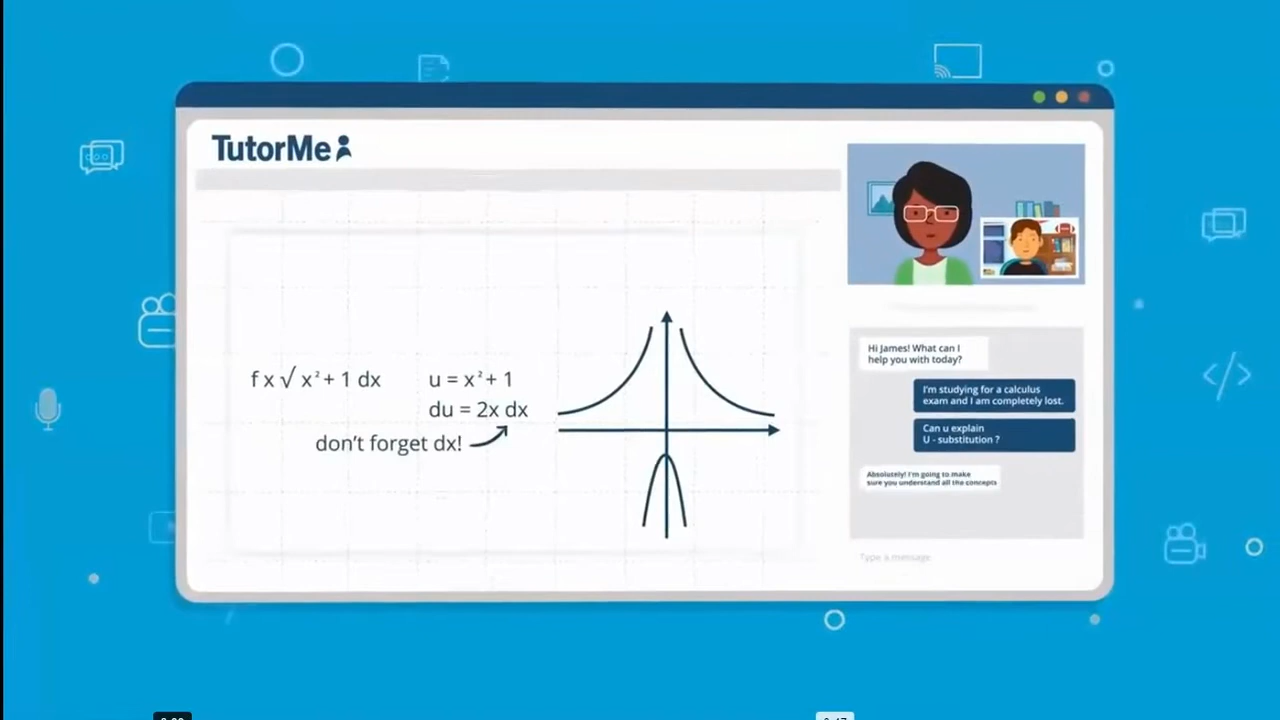 TutorMe
f x √ x² + 1 dx
u = x² + 1
du = 2x dx
don't forget dx!
Hi James! What can I
help you with today?
I'm studying for a calculus
exam and I am completely lost.
Can u explain
U - substitution ?
Absolutely! I'm going to make
sure you understand all the concepts
Type a message